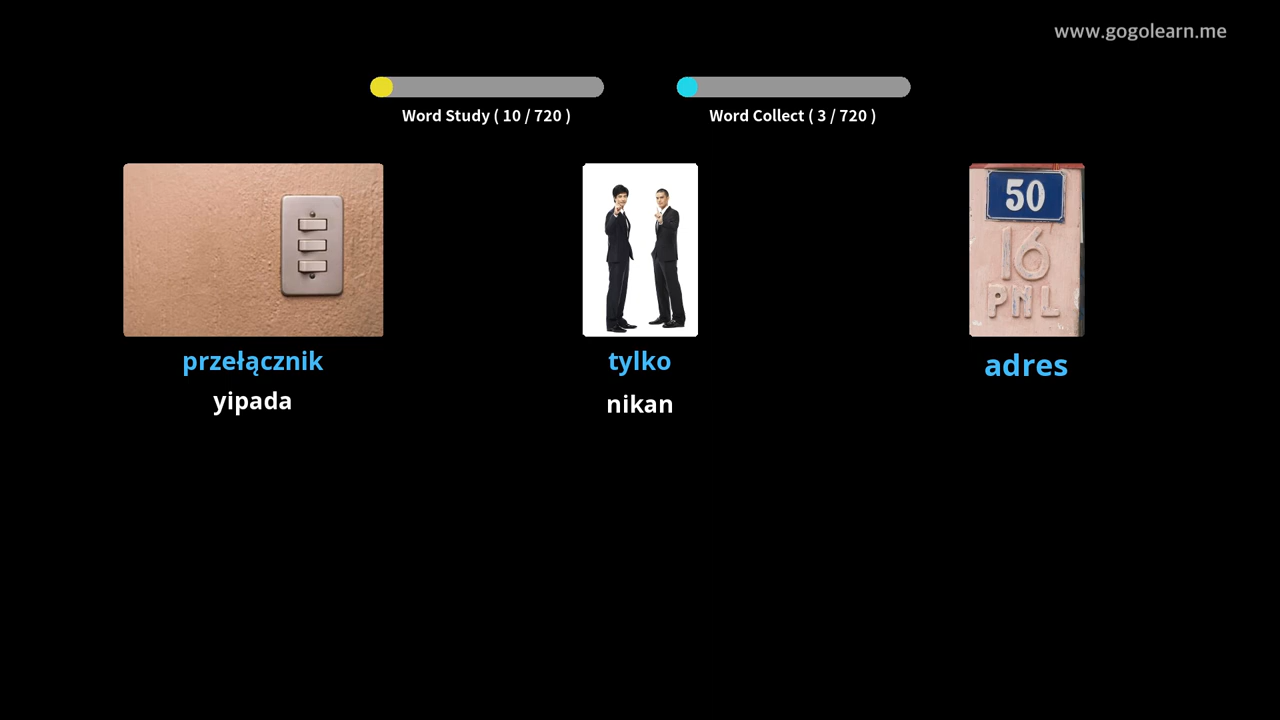 www.gogolearn.me
Word Study ( 10 / 720 )
Word Collect ( 3 / 720 )
50
16
PNL
przełącznik
tylko
adres
yipada
nikan